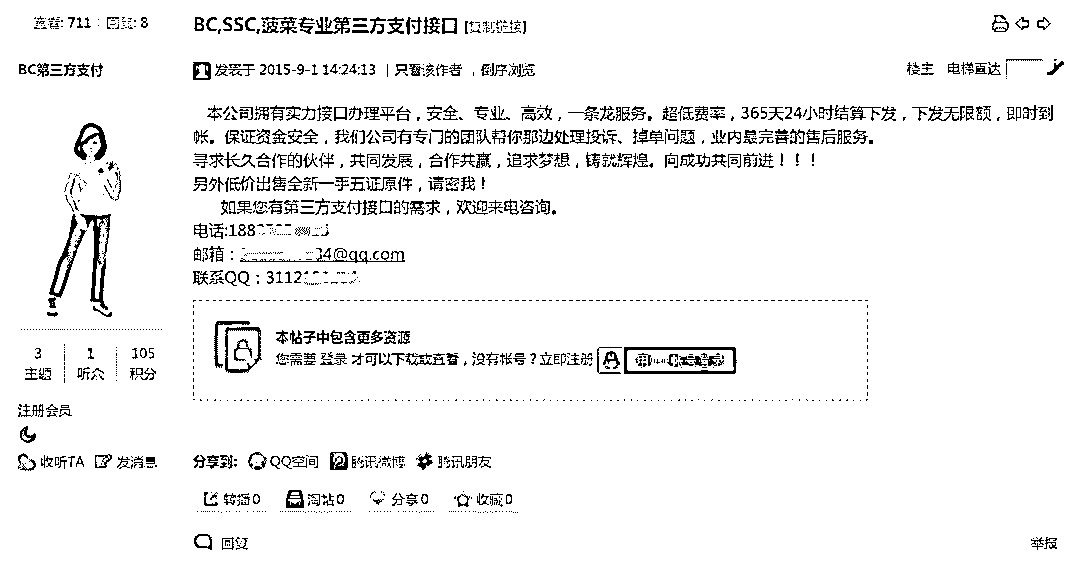 查看: 711 | 回复: 8
BC,SSC,菠菜专业第三方支付接口 [复制链接]
BC第三方支付
发表于 2015-9-1 14:24:13 | 只看该作者 , 倒序浏览
楼主 电梯直达
本公司拥有实力接口办理平台，安全、专业、高效，一条龙服务。超低费率，365天24小时结算下发，下发无限额，即时到
帐。保证资金安全，我们公司有专门的团队帮你那边处理投诉、掉单问题，业内最完善的售后服务。
寻求长久合作的伙伴，共同发展，合作共赢，追求梦想，铸就辉煌。向成功共同前进！！！
另外低价出售全新一手五证原件，请密我！
如果您有第三方支付接口的需求，欢迎来电咨询。
电话:188
邮箱： 34@qq.com
联系QQ：3112
本帖子中包含更多资源
您需要 登录 才可以下载或查看，没有帐号？立即注册
3 1 105
主题 听众 积分
注册会员
收听TA 发消息
分享到: QQ空间 腾讯微博 腾讯朋友
转播0 淘帖0 分享0 收藏0
回复 举报